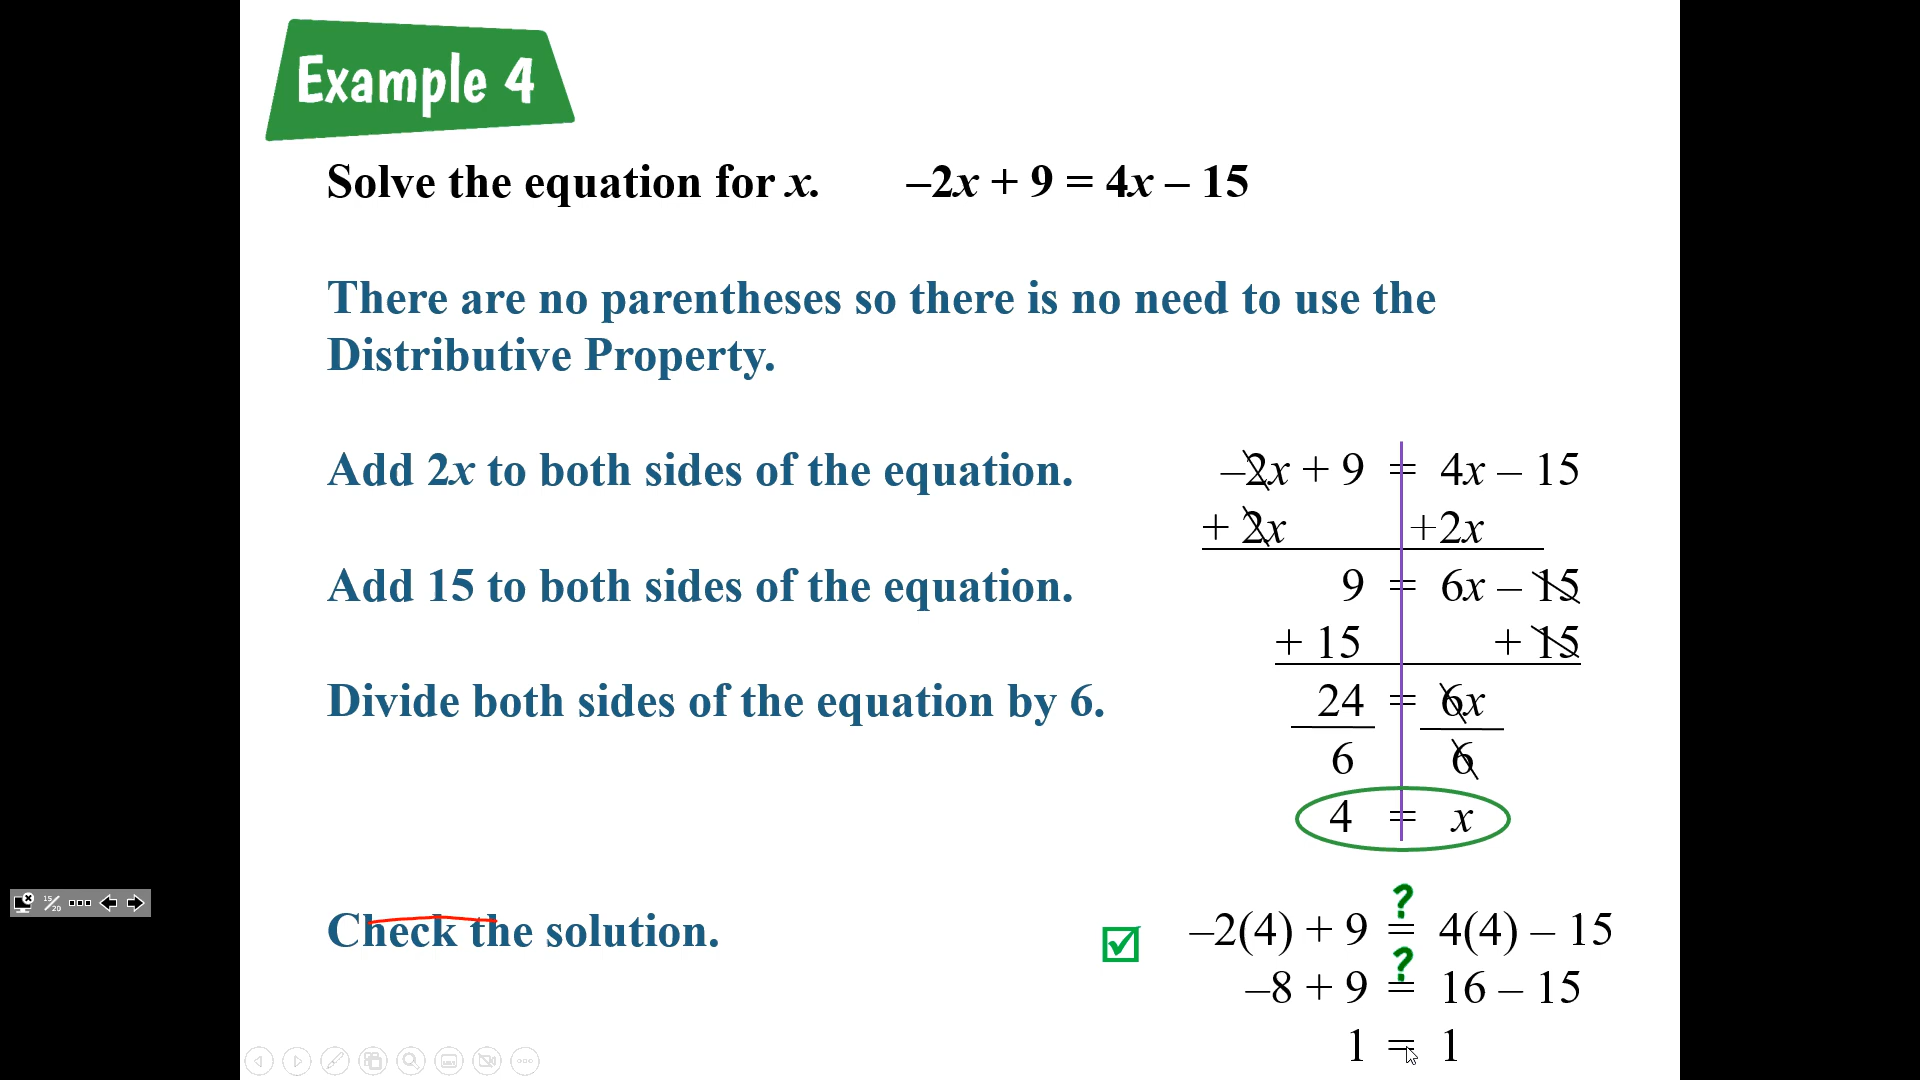 Example 4
Solve the equation for x. –2x + 9 = 4x – 15
There are no parentheses so there is no need to use the
Distributive Property.
Add 2x to both sides of the equation. –2x + 9 = 4x – 15
+ 2x +2x
Add 15 to both sides of the equation. 9 = 6x – 15
+ 15 + 15
Divide both sides of the equation by 6. 24 = 6x
6 6
4 = x
?
Check the solution. –2(4) + 9 = 4(4) – 15
?
–8 + 9 = 16 – 15
1 = 1
15/20